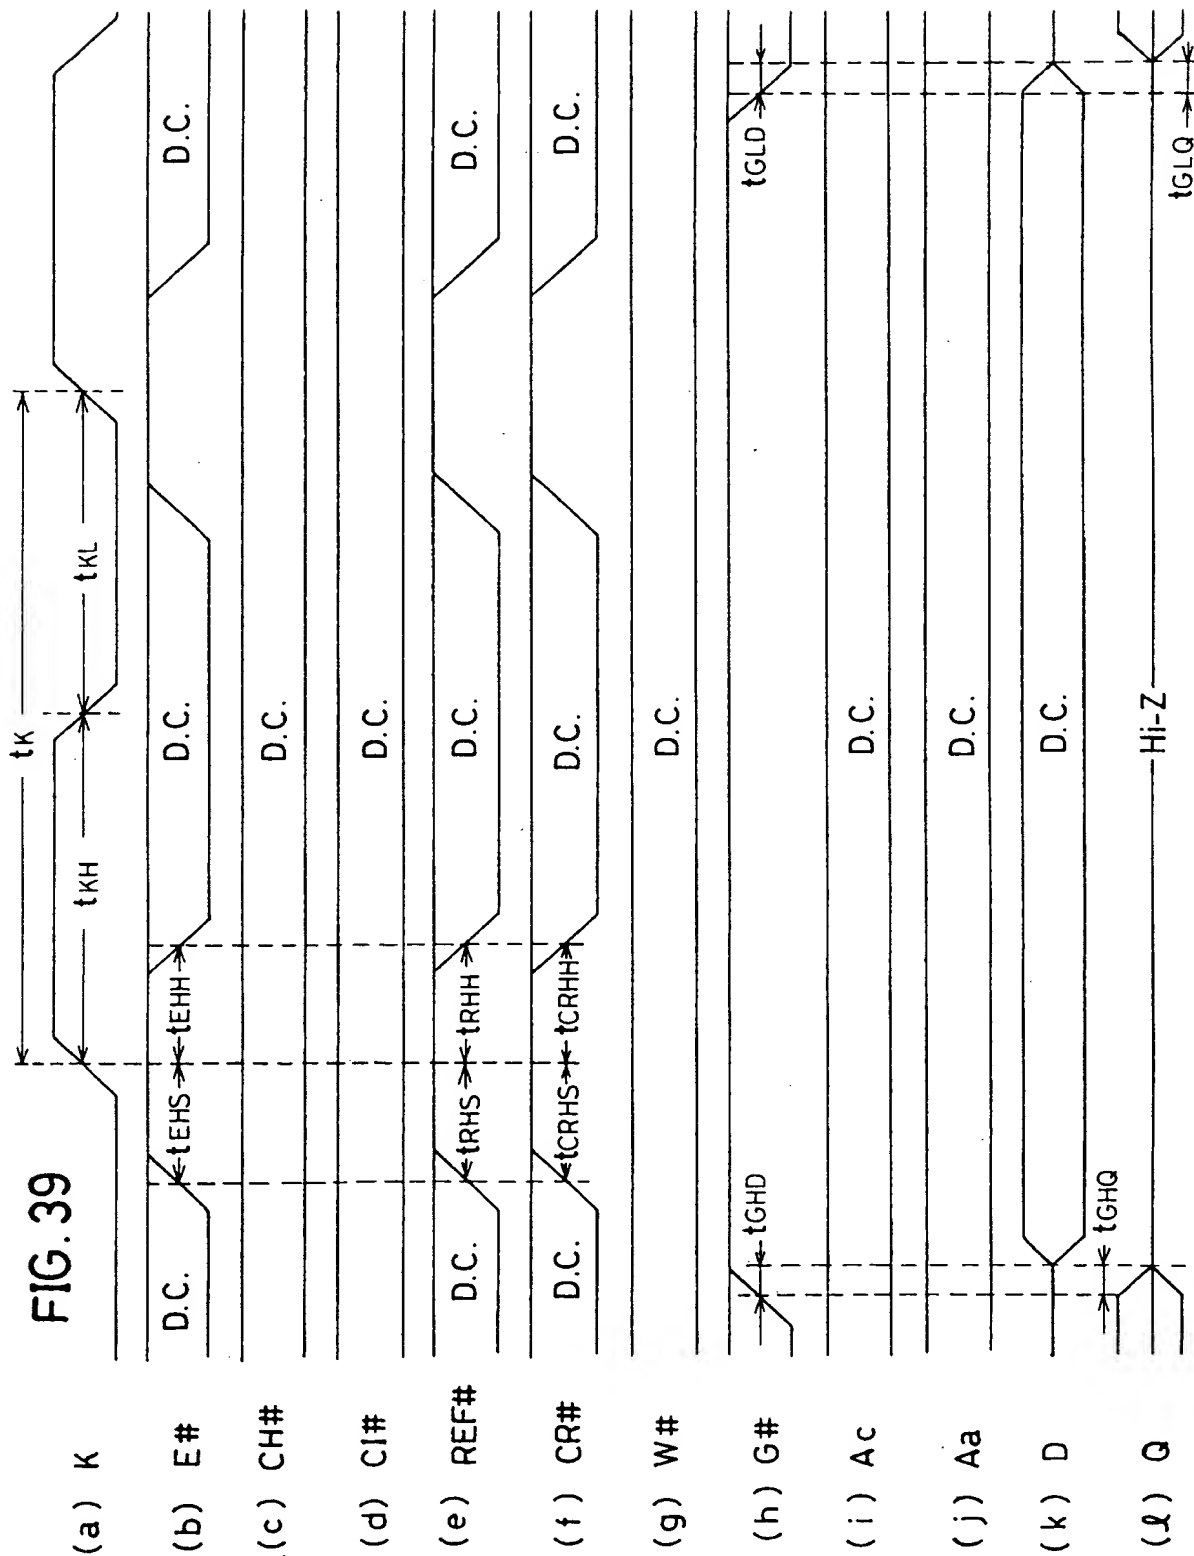 FIG. 39
tK
(a) K
tKH
tKL
(b) E#
D.C.
tEHS
tEHH
D.C.
D.C.
(c) CH#
D.C.
(d) CI#
D.C.
(e) REF#
D.C.
tRHS
tRHH
D.C.
D.C.
(f) CR#
D.C.
tCRHS
tCRHH
D.C.
D.C.
(g) W#
D.C.
(h) G#
tGHD
tGLD
(i) Ac
D.C.
(j) Aa
D.C.
(k) D
D.C.
tGHQ
(ℓ) Q
Hi-Z
tGLQ